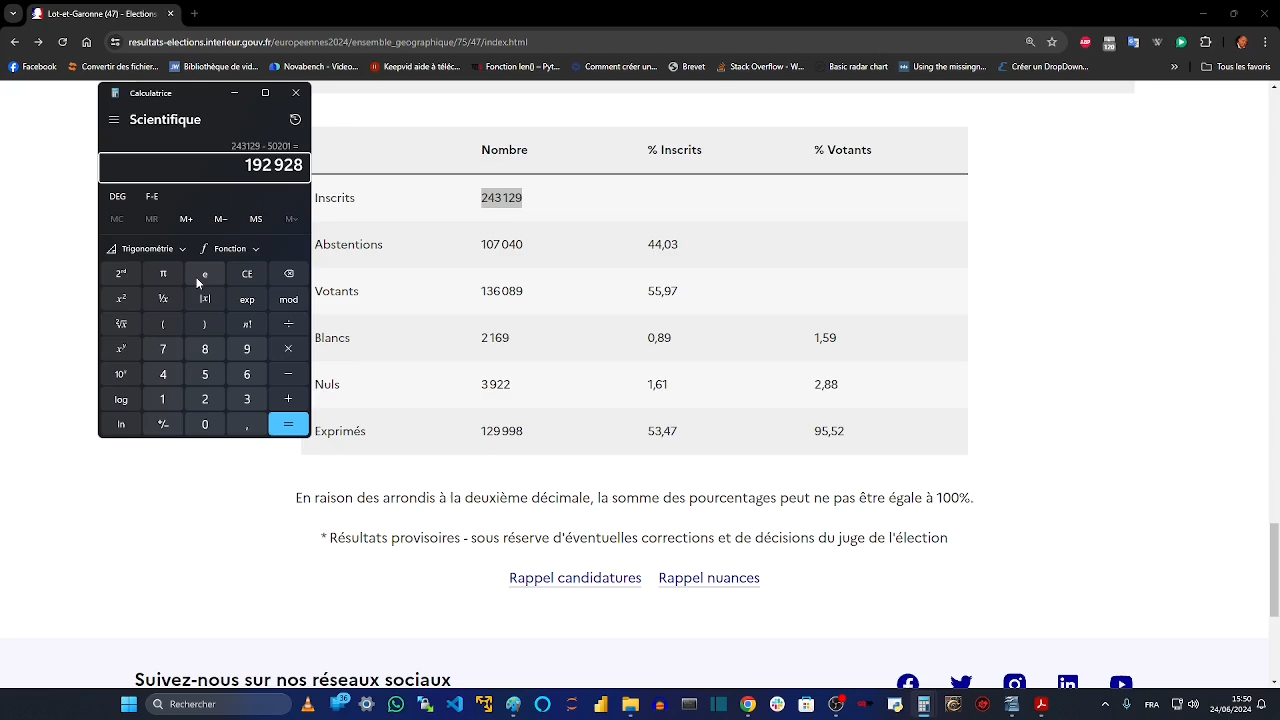 Lot-et-Garonne (47) - Elections
resultats-elections.interieur.gouv.fr/europeennes2024/ensemble_geographique/75/47/index.html
Facebook
Convertir des fichier...
Bibliothèque de vid...
Novabench - Video...
Keepvid aide à téléc...
Fonction len() – Pyt...
Comment créer un...
Brevet
Stack Overflow - W...
Basic radar chart
Using the missingn...
Créer un DropDown...
»
Tous les favoris
Calculatrice
Scientifique
243129 - 50201 =
192 928
DEG F-E
MC MR M+ M− MS M
Trigonométrie Fonction
2ⁿᵈ π e CE
x² ¹/x |x| exp mod
²√x ( ) n! ÷
xʸ 7 8 9 ×
10ˣ 4 5 6 −
log 1 2 3 +
ln +/− 0 , =
Nombre % Inscrits % Votants
Inscrits 243 129
Abstentions 107 040 44,03
Votants 136 089 55,97
Blancs 2 169 0,89 1,59
Nuls 3 922 1,61 2,88
Exprimés 129 998 53,47 95,52
En raison des arrondis à la deuxième décimale, la somme des pourcentages peut ne pas être égale à 100%.
* Résultats provisoires - sous réserve d'éventuelles corrections et de décisions du juge de l'élection
Rappel candidatures Rappel nuances
Suivez-nous sur nos réseaux sociaux
Rechercher
FRA
15:50
24/06/2024